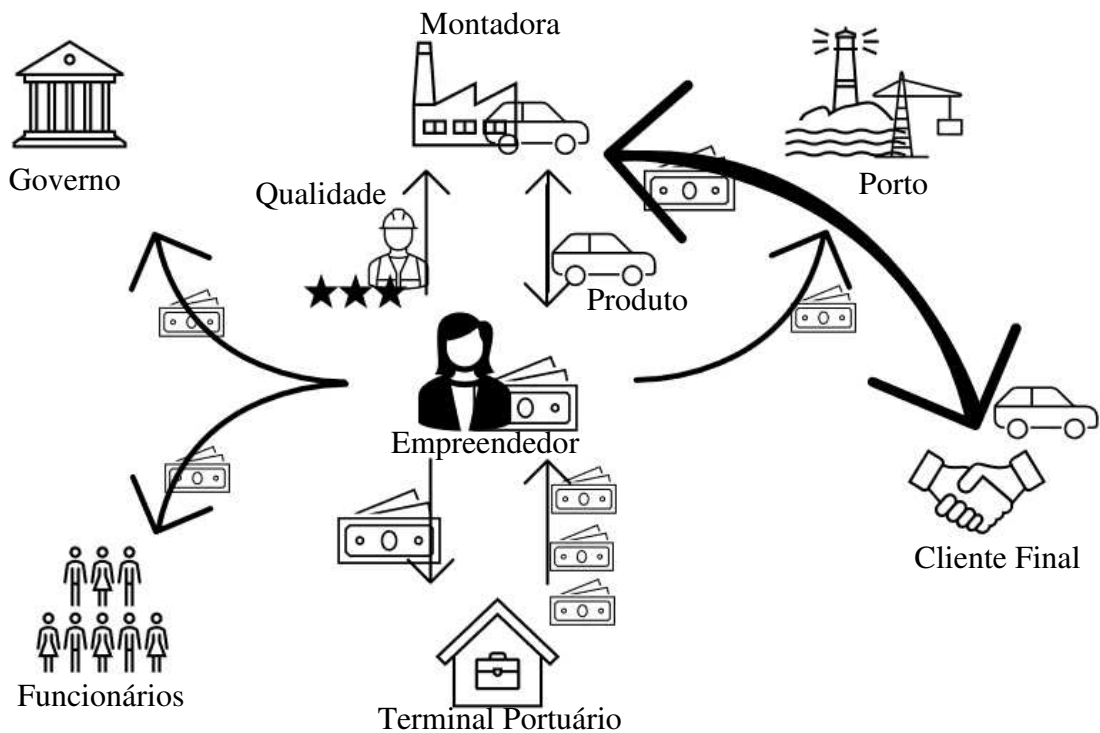 Montadora
Governo
Porto
Qualidade
Produto
Empreendedor
Cliente Final
Funcionários
Terminal Portuário